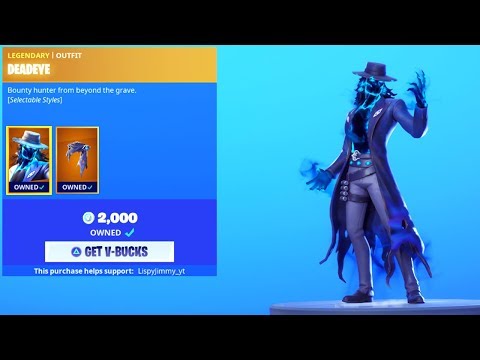 LEGENDARY | OUTFIT
DEADEYE
Bounty hunter from beyond the grave.
[Selectable Styles]
OWNED ✓ OWNED ✓
2,000
OWNED ✓
GET V-BUCKS
This purchase helps support: LispyJimmy_yt